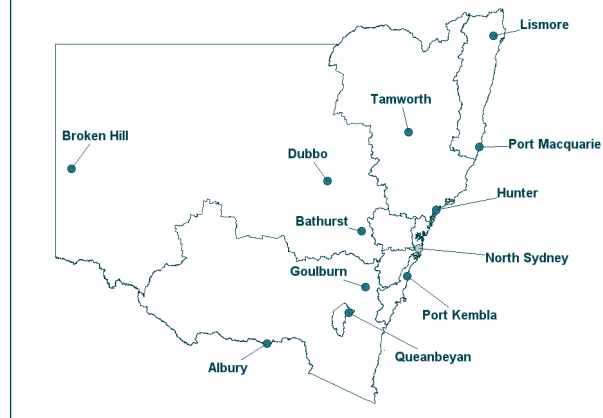 Lismore
Tamworth
Broken Hill
Port Macquarie
Dubbo
Hunter
Bathurst
North Sydney
Goulburn
Port Kembla
Queanbeyan
Albury